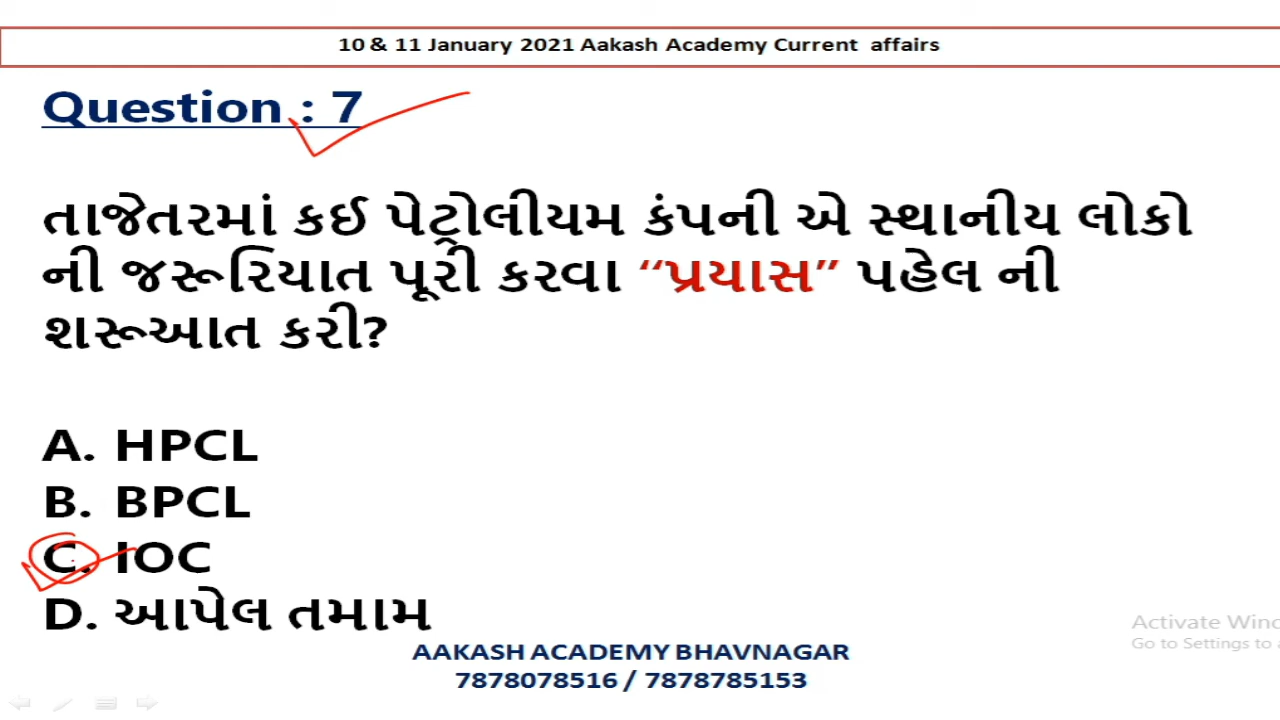 10 & 11 January 2021 Aakash Academy Current affairs
Question : 7
તાજેતરમાં કઈ પેટ્રોલીયમ કંપની એ સ્થાનીય લોકો
ની જરૂરિયાત પૂરી કરવા “પ્રયાસ” પહેલ ની
શરૂઆત કરી?
A. HPCL
B. BPCL
C. IOC
D. આપેલ તમામ
AAKASH ACADEMY BHAVNAGAR
7878078516 / 7878785153
Activate Winc
Go to Settings to a